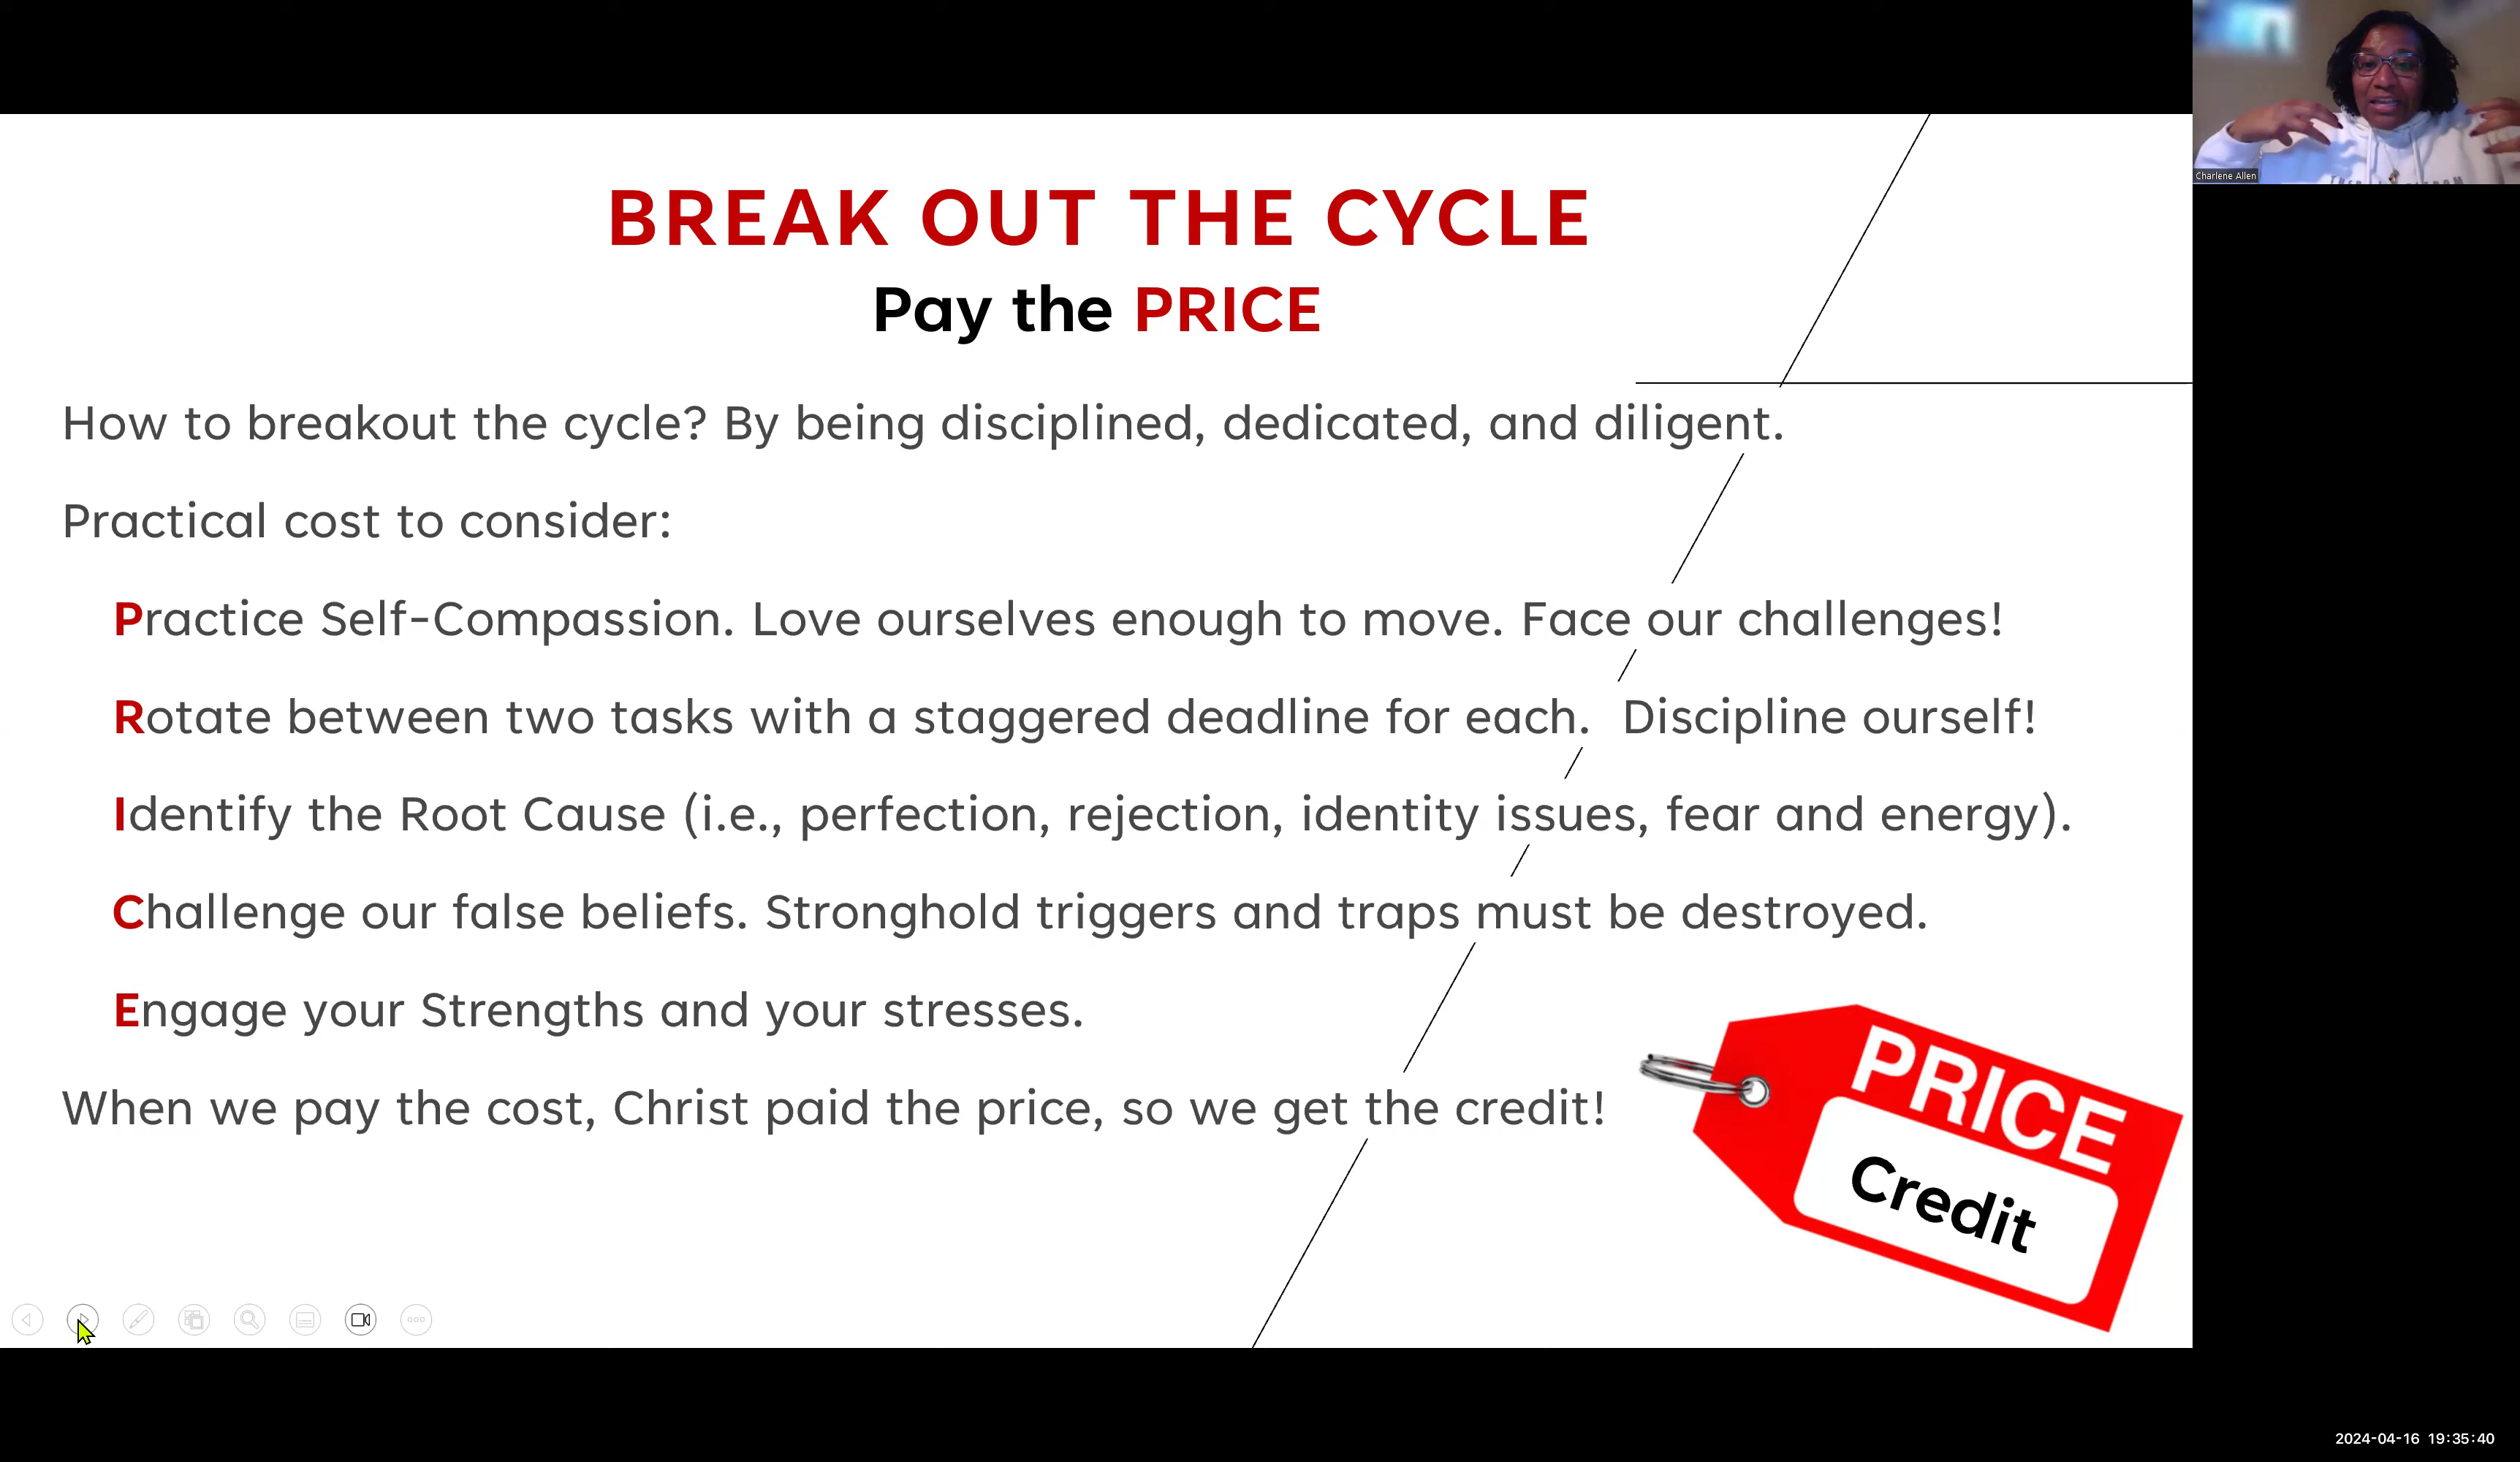 Charlene Allen
BREAK OUT THE CYCLE
Pay the PRICE
How to breakout the cycle? By being disciplined, dedicated, and diligent.
Practical cost to consider:
Practice Self-Compassion. Love ourselves enough to move. Face our challenges!
Rotate between two tasks with a staggered deadline for each.  Discipline ourself!
Identify the Root Cause (i.e., perfection, rejection, identity issues, fear and energy).
Challenge our false beliefs. Stronghold triggers and traps must be destroyed.
Engage your Strengths and your stresses.
When we pay the cost, Christ paid the price, so we get the credit!
PRICE
Credit
2024-04-16 19:35:40